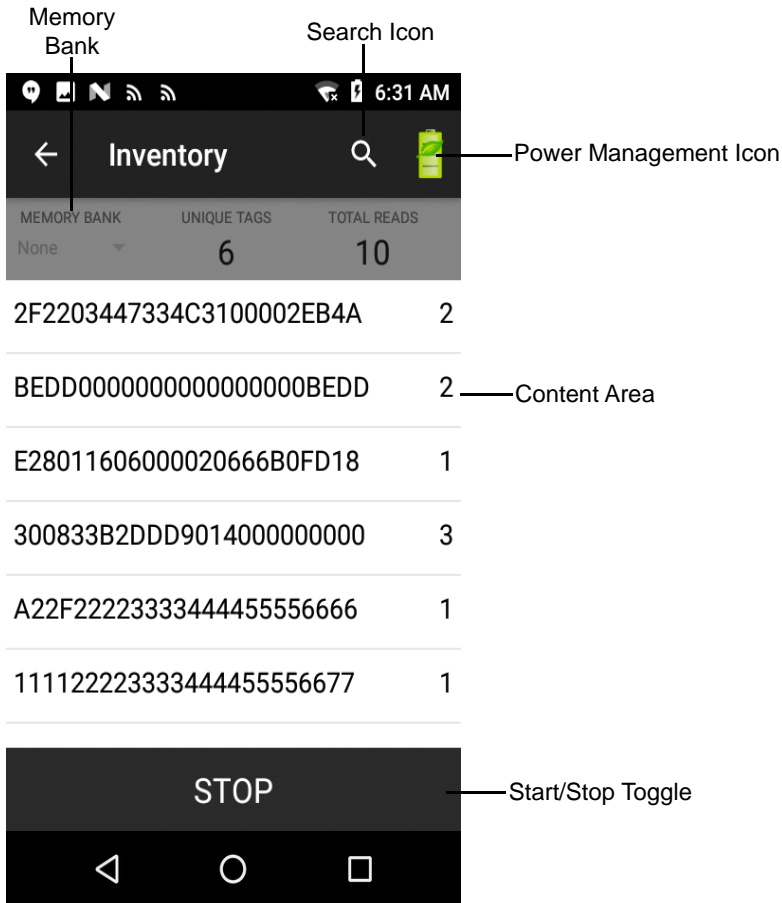 Memory
Bank
Search Icon
6:31 AM
Inventory
Power Management Icon
MEMORY BANK UNIQUE TAGS TOTAL READS
None 6 10
2F2203447334C3100002EB4A 2
BEDD0000000000000000BEDD 2
Content Area
E28011606000020666B0FD18 1
300833B2DDD9014000000000 3
A22F22223333444455556666 1
111122223333444455556677 1
STOP
Start/Stop Toggle